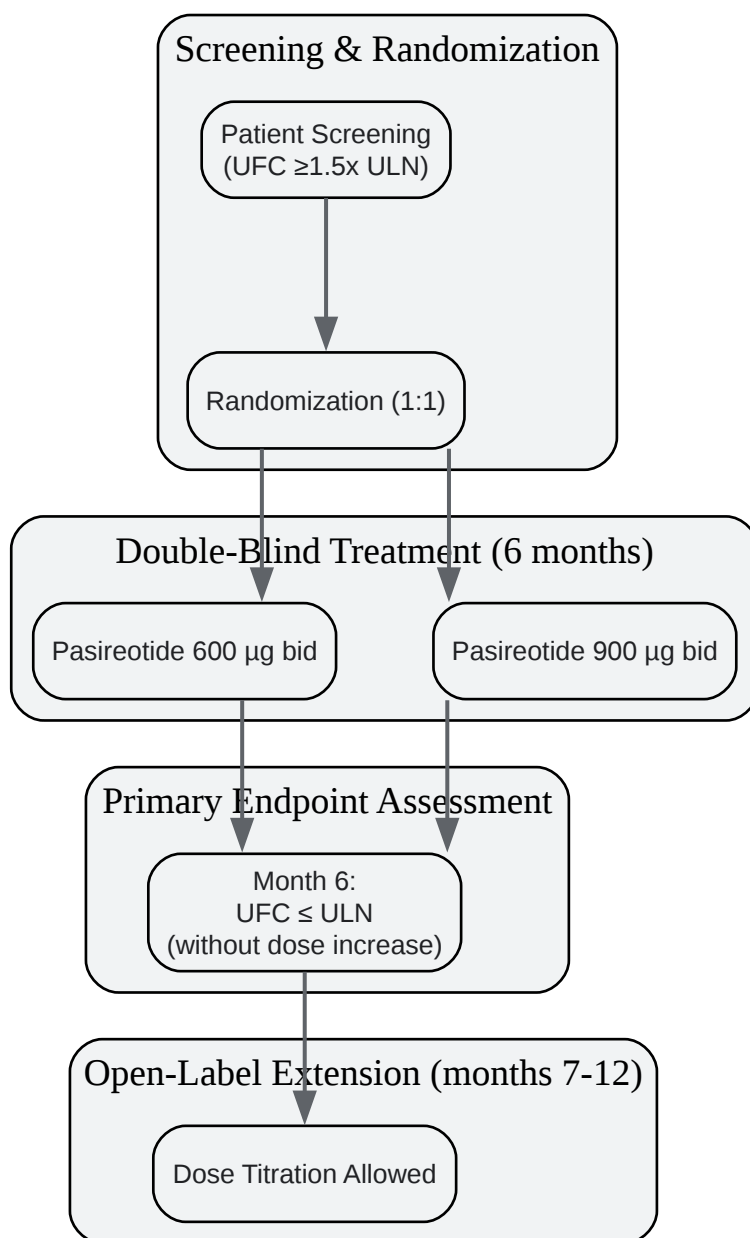 Screening & Randomization
Patient Screening
(UFC ≥1.5x ULN)
Randomization (1:1)
Double-Blind Treatment (6 months)
Pasireotide 600 µg bid
Pasireotide 900 µg bid
Primary Endpoint Assessment
Month 6:
UFC ≤ ULN
(without dose increase)
Open-Label Extension (months 7-12)
Dose Titration Allowed